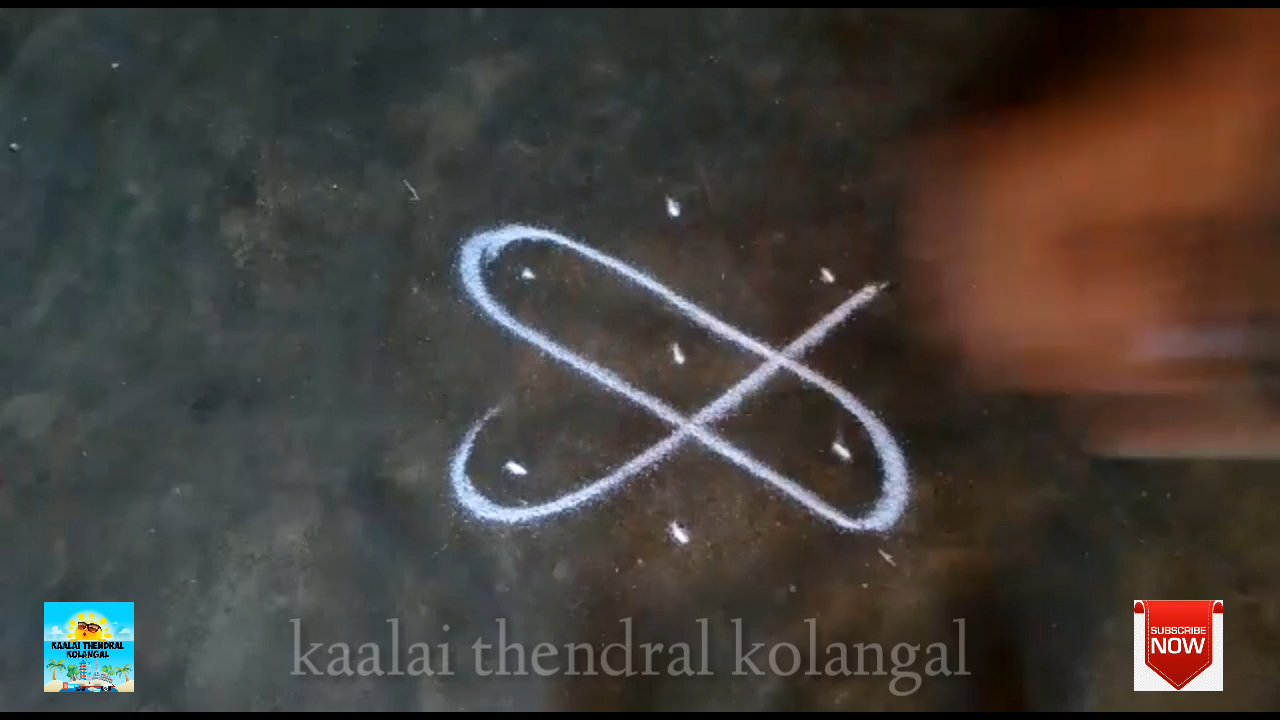 KAALAI THENDRAL
KOLANGAL
kaalai thendral kolangal
SUBSCRIBE
NOW